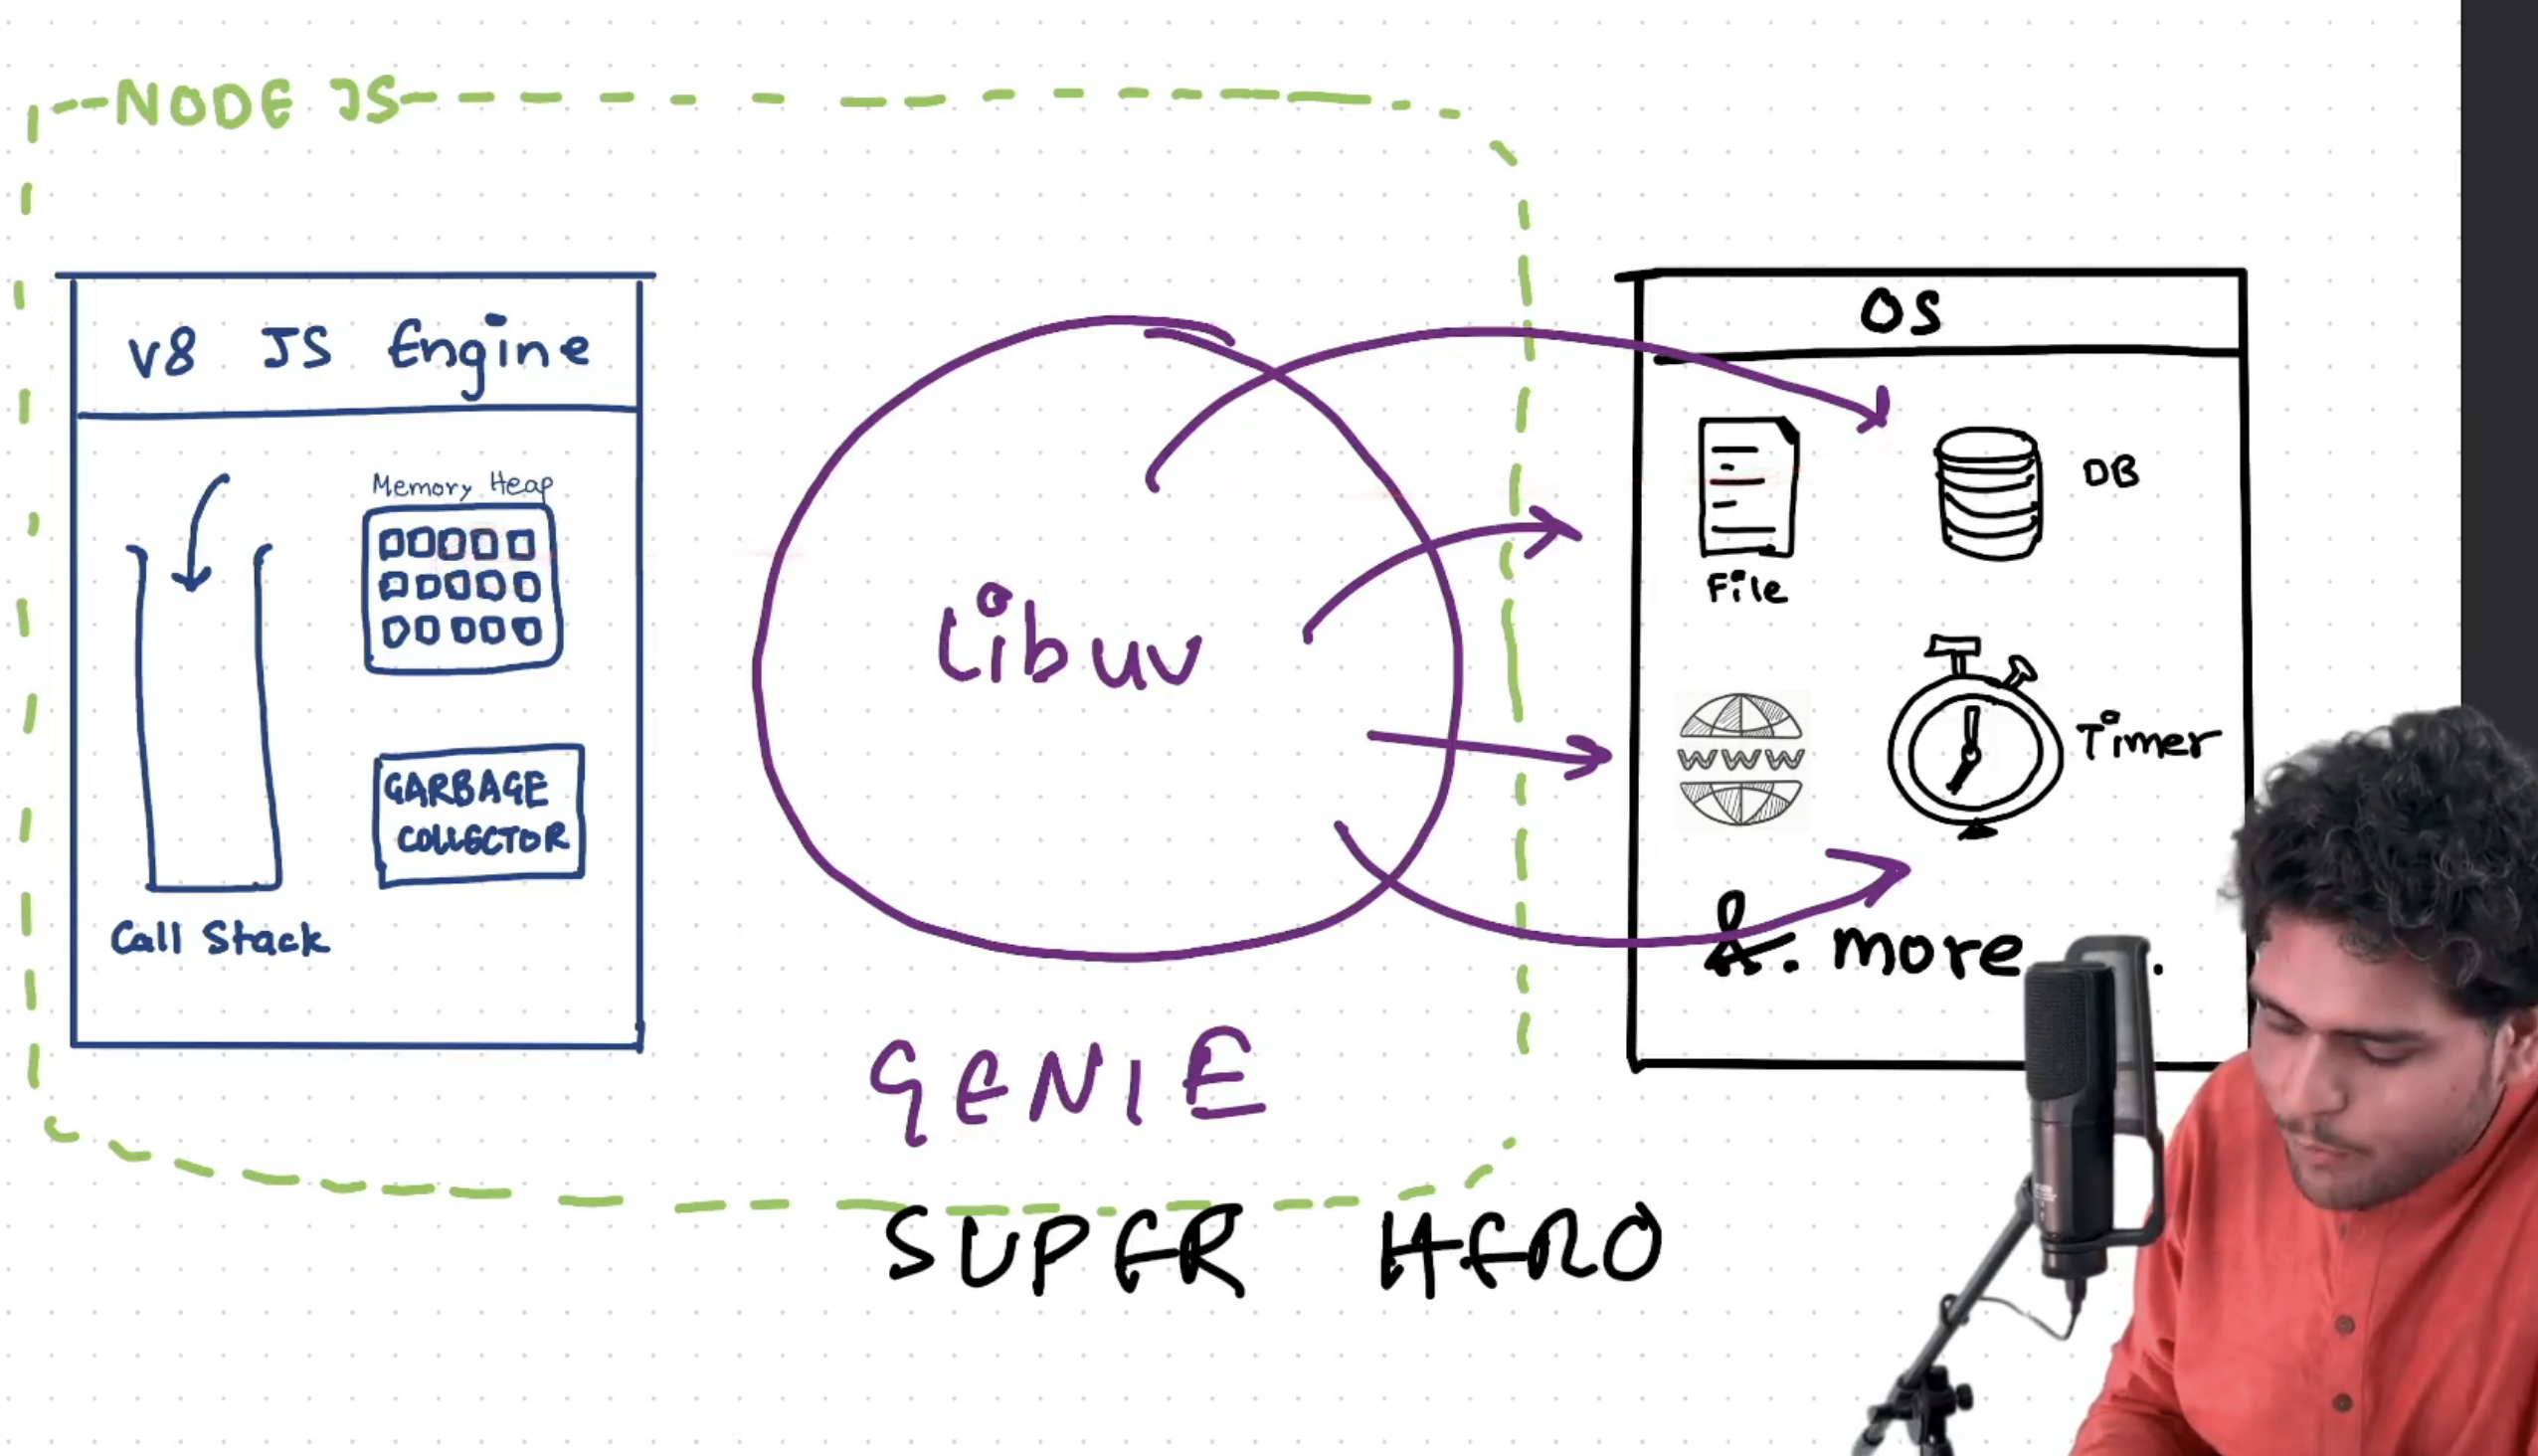 NODE JS
V8 JS Engine
Memory Heap
GARBAGE
COLLECTOR
Call Stack
Libuv
GENIE
SUPER HERO
OS
File
DB
WWW
Timer
&. more .